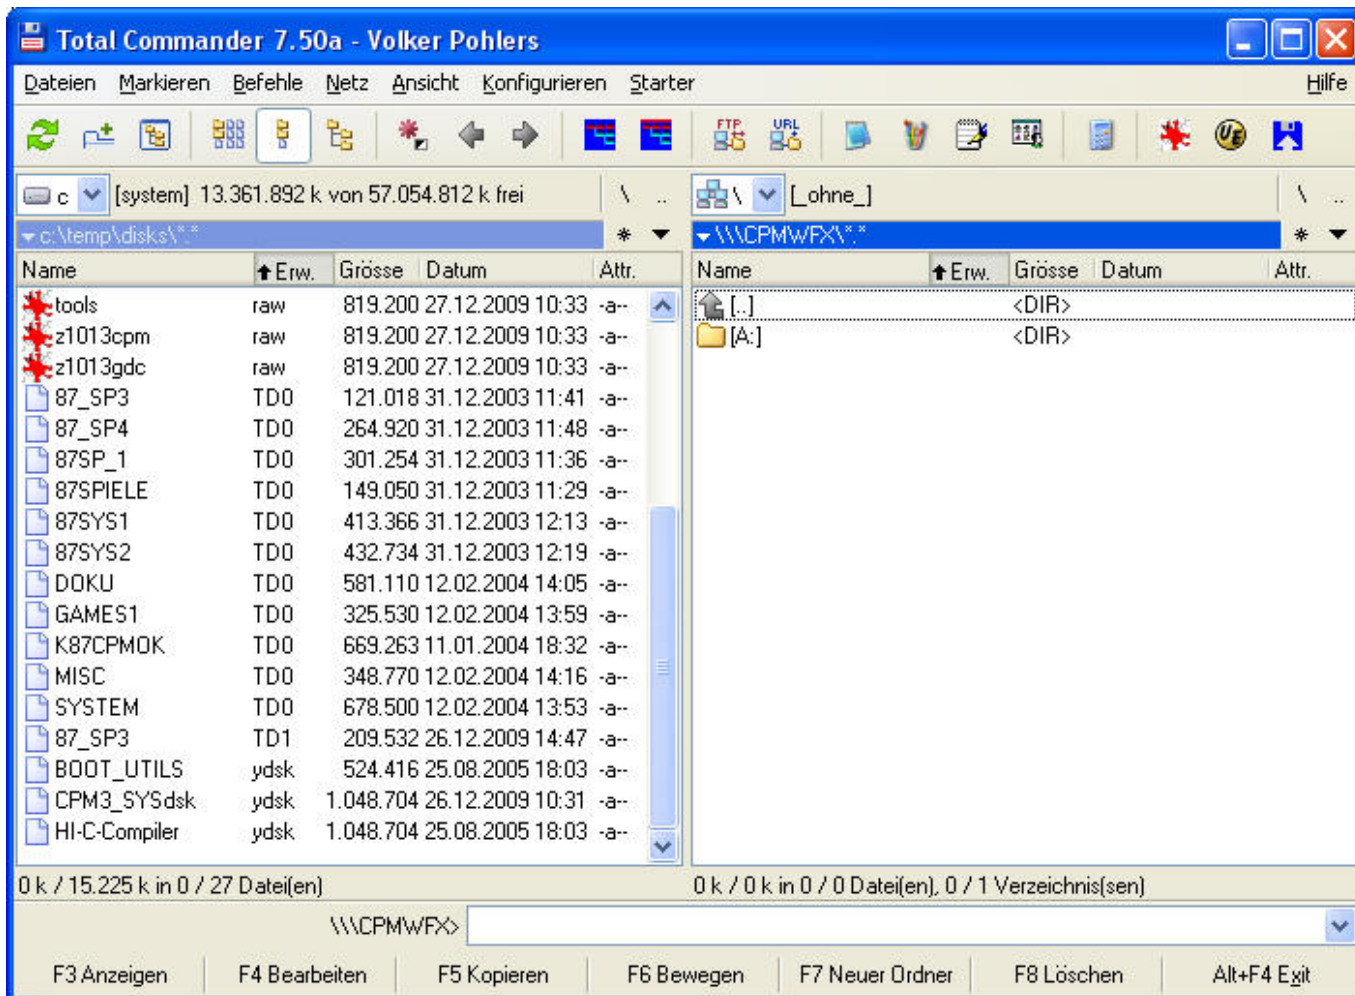 Total Commander 7.50a - Volker Pohlers
Dateien Markieren Befehle Netz Ansicht Konfigurieren Starter Hilfe
FTP URL UE
c [system] 13.361.892 k von 57.054.812 k frei \ .. \ [_ohne_] \ ..
c:\temp\disks\*.* * \\\CPMWFX\*.* *
Name Erw. Grösse Datum Attr. Name Erw. Grösse Datum Attr.
tools raw 819.200 27.12.2009 10:33 -a-- [..] <DIR>
z1013cpm raw 819.200 27.12.2009 10:33 -a-- [A:] <DIR>
z1013gdc raw 819.200 27.12.2009 10:33 -a--
87_SP3 TD0 121.018 31.12.2003 11:41 -a--
87_SP4 TD0 264.920 31.12.2003 11:48 -a--
87SP_1 TD0 301.254 31.12.2003 11:36 -a--
87SPIELE TD0 149.050 31.12.2003 11:29 -a--
87SYS1 TD0 413.366 31.12.2003 12:13 -a--
87SYS2 TD0 432.734 31.12.2003 12:19 -a--
DOKU TD0 581.110 12.02.2004 14:05 -a--
GAMES1 TD0 325.530 12.02.2004 13:59 -a--
K87CPMOK TD0 669.263 11.01.2004 18:32 -a--
MISC TD0 348.770 12.02.2004 14:16 -a--
SYSTEM TD0 678.500 12.02.2004 13:53 -a--
87_SP3 TD1 209.532 26.12.2009 14:47 -a--
BOOT_UTILS ydsk 524.416 25.08.2005 18:03 -a--
CPM3_SYSdsk ydsk 1.048.704 26.12.2009 10:31 -a--
HI-C-Compiler ydsk 1.048.704 25.08.2005 18:03 -a--
0 k / 15.225 k in 0 / 27 Datei(en) 0 k / 0 k in 0 / 0 Datei(en), 0 / 1 Verzeichnis(sen)
\\\CPMWFX>
F3 Anzeigen F4 Bearbeiten F5 Kopieren F6 Bewegen F7 Neuer Ordner F8 Löschen Alt+F4 Exit